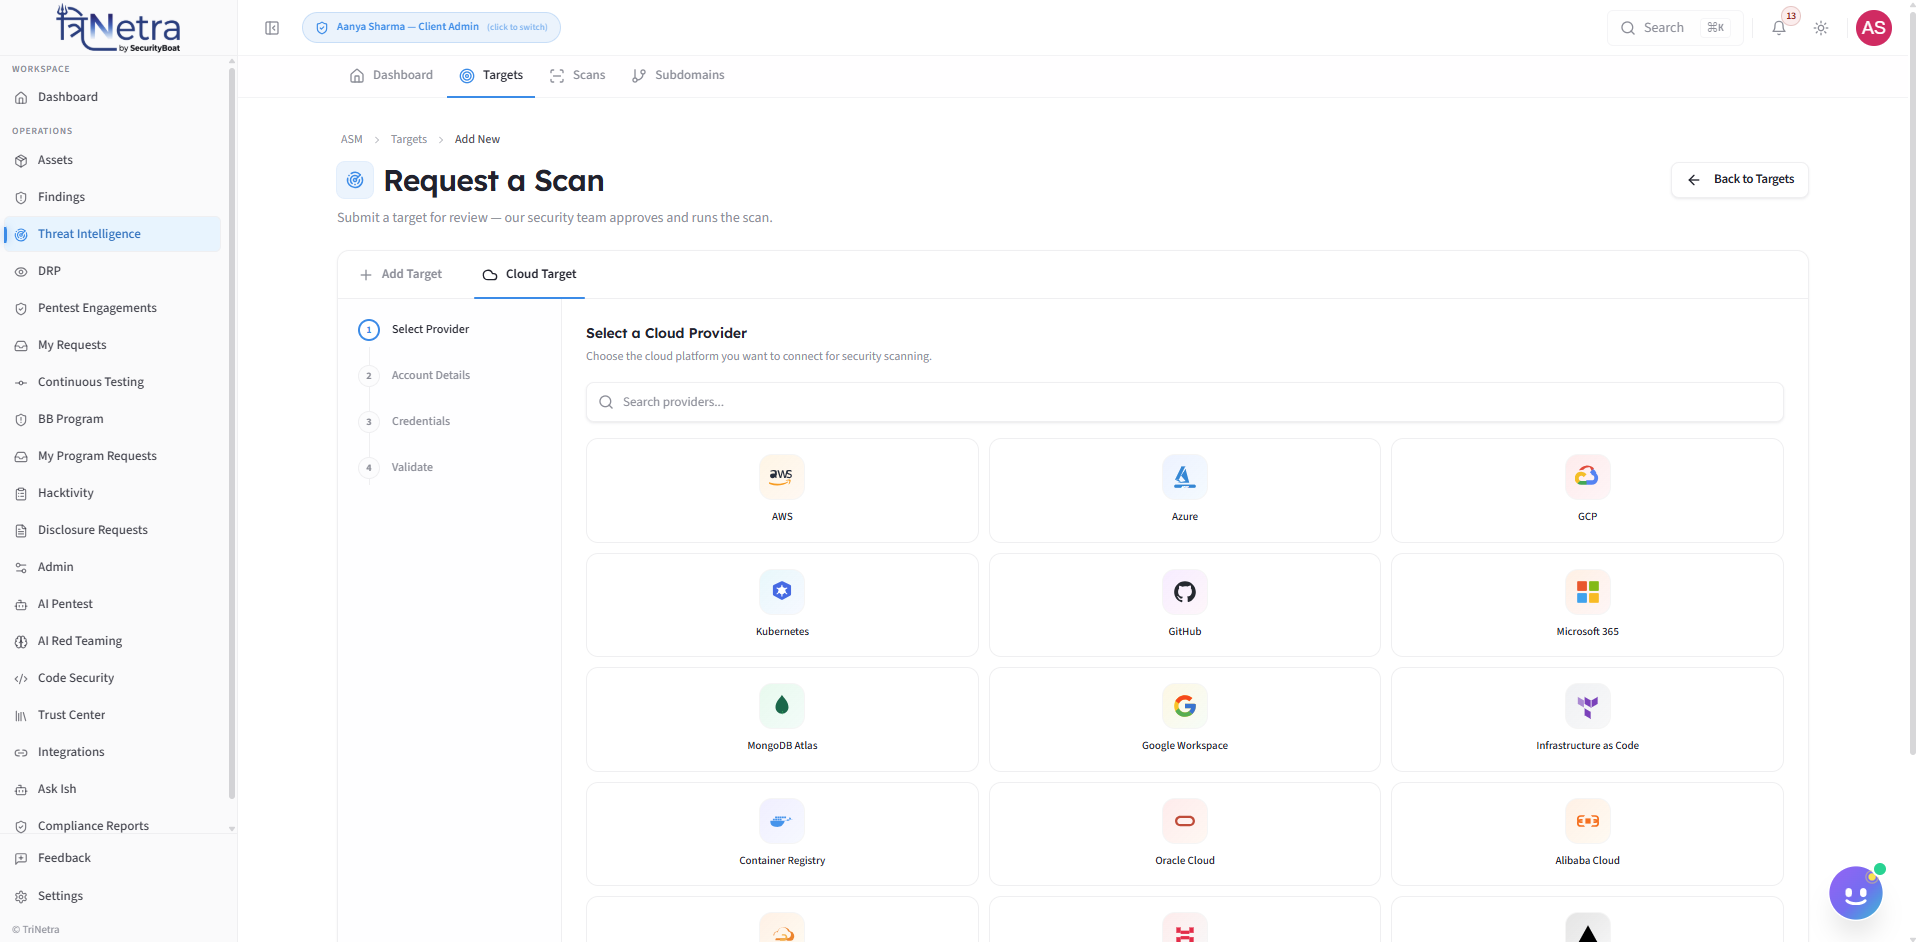 त्रिNetra
by SecurityBoat
WORKSPACE
Dashboard
OPERATIONS
Assets
Findings
Threat Intelligence
DRP
Pentest Engagements
My Requests
Continuous Testing
BB Program
My Program Requests
Hacktivity
Disclosure Requests
Admin
AI Pentest
AI Red Teaming
Code Security
Trust Center
Integrations
Ask Ish
Compliance Reports
Feedback
Settings
© TriNetra
Aanya Sharma — Client Admin (click to switch)
Search ⌘K
13
AS
Dashboard Targets Scans Subdomains
ASM > Targets > Add New
Request a Scan
Back to Targets
Submit a target for review — our security team approves and runs the scan.
Add Target Cloud Target
1 Select Provider
2 Account Details
3 Credentials
4 Validate
Select a Cloud Provider
Choose the cloud platform you want to connect for security scanning.
Search providers...
aws
AWS
Azure
GCP
Kubernetes
GitHub
Microsoft 365
MongoDB Atlas
Google Workspace
Infrastructure as Code
Container Registry
Oracle Cloud
Alibaba Cloud